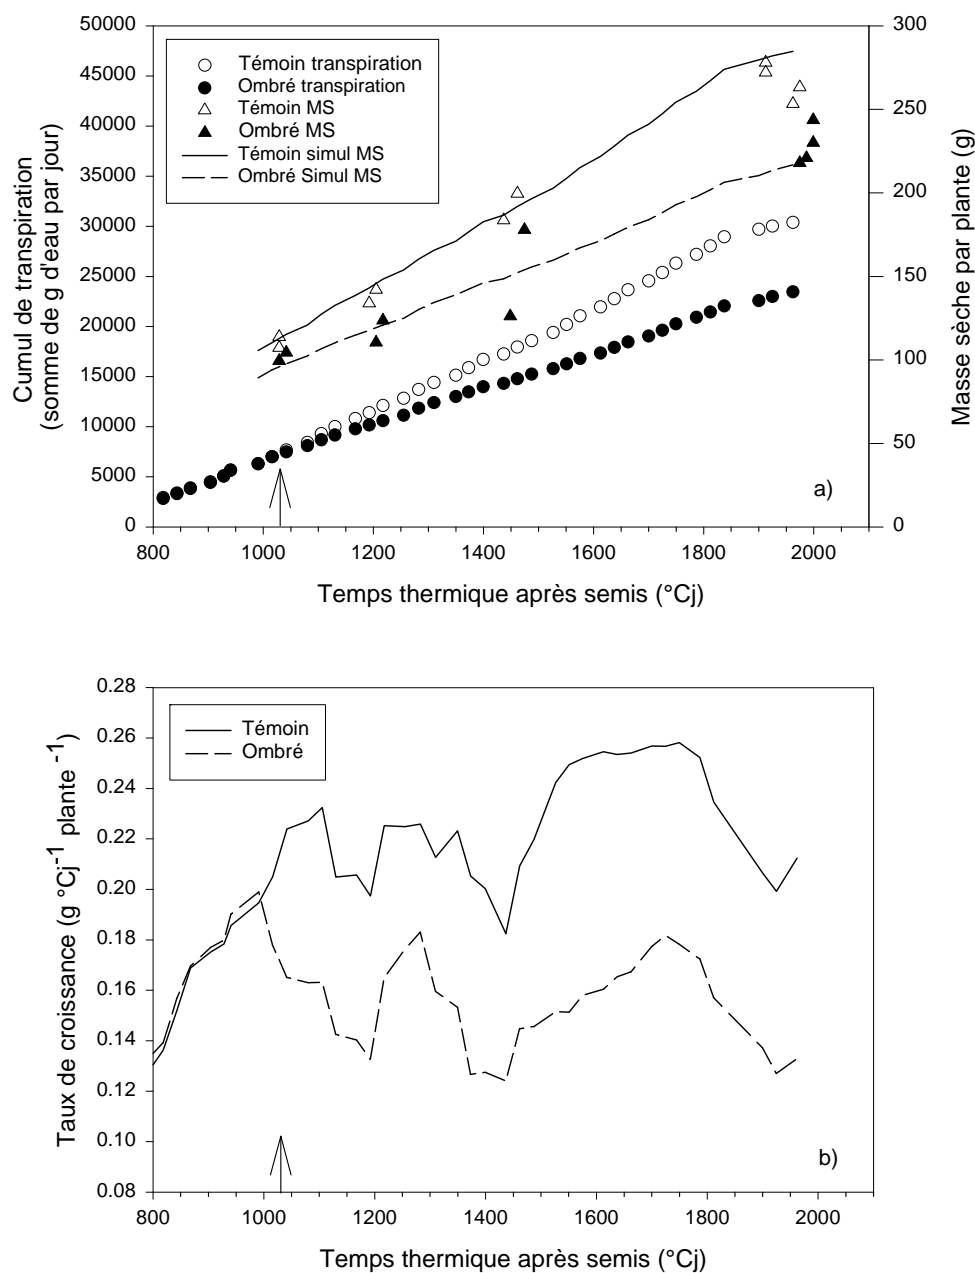 50000
45000
40000
35000
30000
25000
20000
15000
10000
5000
0
Cumul de transpiration
(somme de g d'eau par jour)
300
250
200
150
100
50
0
Masse sèche par plante (g)
Témoin transpiration
Ombré transpiration
Témoin MS
Ombré MS
Témoin simul MS
Ombré Simul MS
a)
800 1000 1200 1400 1600 1800 2000
Temps thermique après semis (°Cj)
0.28
0.26
0.24
0.22
0.20
0.18
0.16
0.14
0.12
0.10
0.08
Taux de croissance (g °Cj-1 plante -1)
Témoin
Ombré
b)
800 1000 1200 1400 1600 1800 2000
Temps thermique après semis (°Cj)